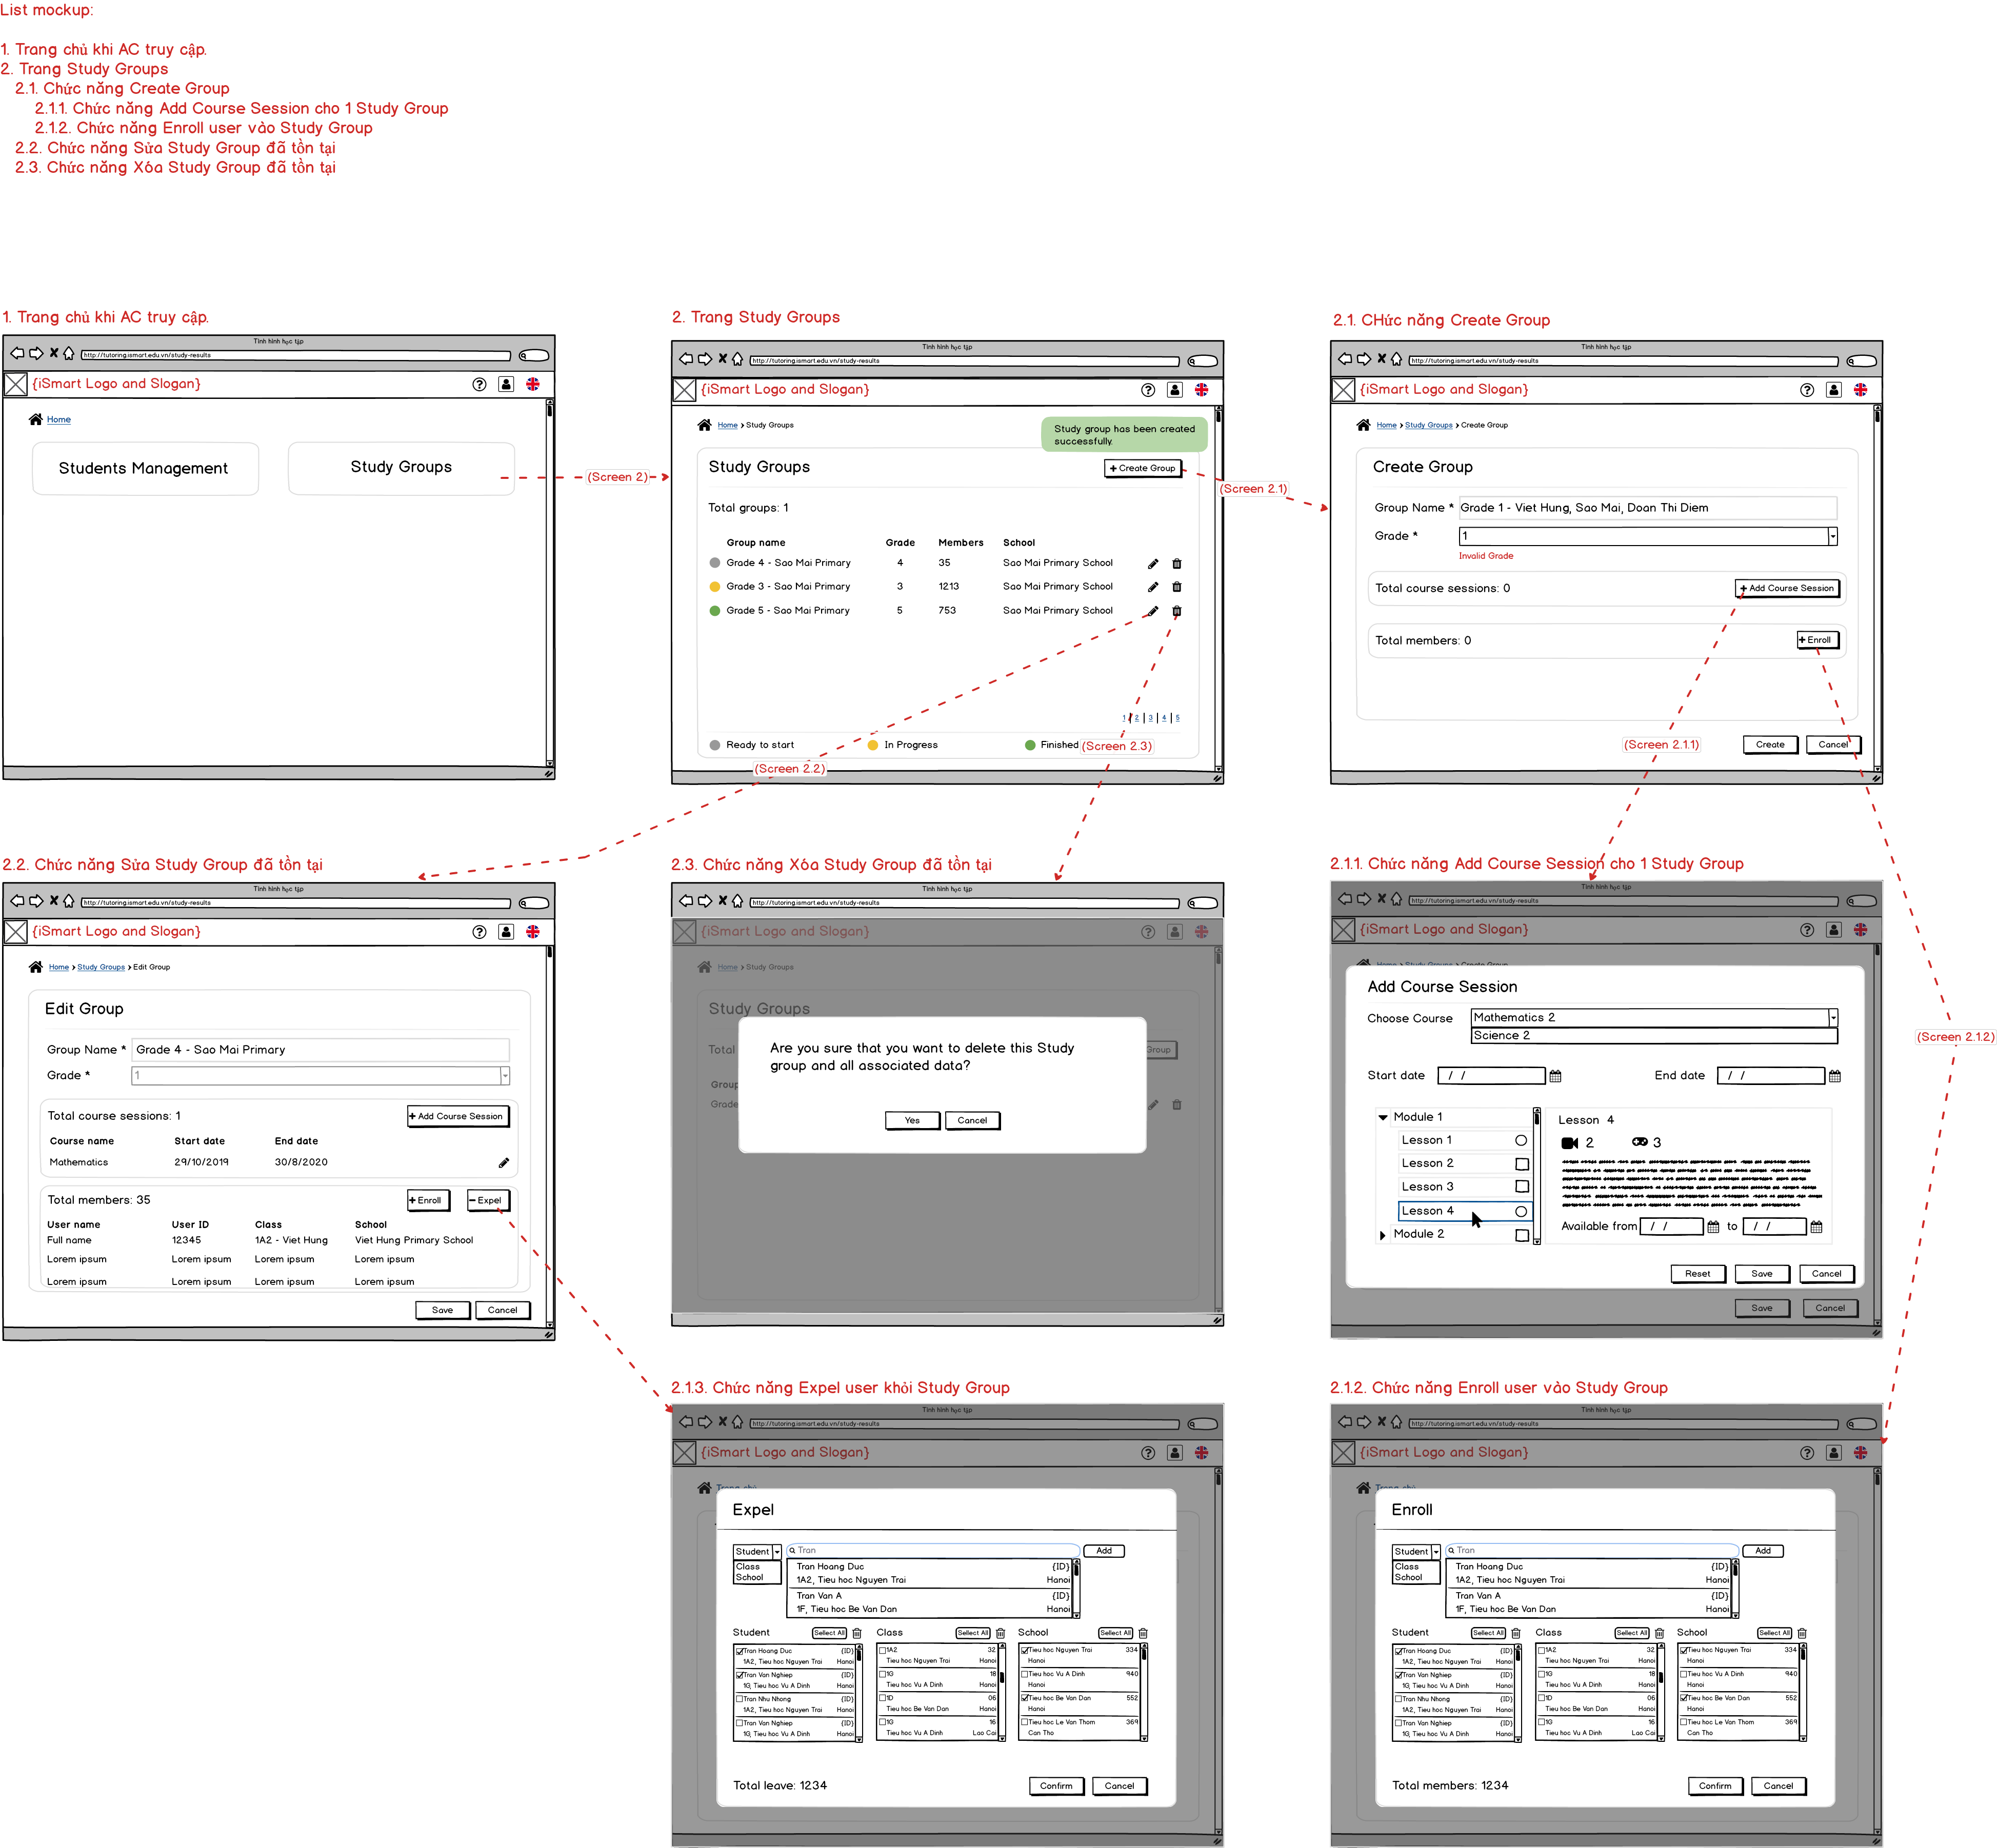 List mockup:
1. Trang chủ khi AC truy cập.
2. Trang Study Groups
2.1. Chức năng Create Group
2.1.1. Chức năng Add Course Session cho 1 Study Group
2.1.2. Chức năng Enroll user vào Study Group
2.2. Chức năng Sửa Study Group đã tồn tại
2.3. Chức năng Xóa Study Group đã tồn tại
1. Trang chủ khi AC truy cập.
Tình hình học tập
http://tutoring.ismart.edu.vn/study-results
{iSmart Logo and Slogan}
Home
Students Management
Study Groups
(Screen 2)
2. Trang Study Groups
Tình hình học tập
http://tutoring.ismart.edu.vn/study-results
{iSmart Logo and Slogan}
Home > Study Groups
Study group has been created
successfully.
Study Groups
+ Create Group
(Screen 2.1)
Total groups: 1
Group name Grade Members School
Grade 4 - Sao Mai Primary 4 35 Sao Mai Primary School
Grade 3 - Sao Mai Primary 3 1213 Sao Mai Primary School
Grade 5 - Sao Mai Primary 5 753 Sao Mai Primary School
1 | 2 | 3 | 4 | 5
Ready to start In Progress Finished
(Screen 2.3)
(Screen 2.2)
2.1. CHức năng Create Group
Tình hình học tập
http://tutoring.ismart.edu.vn/study-results
{iSmart Logo and Slogan}
Home > Study Groups > Create Group
Create Group
Group Name * Grade 1 - Viet Hung, Sao Mai, Doan Thi Diem
Grade * 1
Invalid Grade
Total course sessions: 0 + Add Course Session
Total members: 0 + Enroll
(Screen 2.1.1)
Create Cancel
2.2. Chức năng Sửa Study Group đã tồn tại
Tình hình học tập
http://tutoring.ismart.edu.vn/study-results
{iSmart Logo and Slogan}
Home > Study Groups > Edit Group
Edit Group
Group Name * Grade 4 - Sao Mai Primary
Grade * 1
Total course sessions: 1 + Add Course Session
Course name Start date End date
Mathematics 29/10/2019 30/8/2020
Total members: 35 + Enroll - Expel
User name User ID Class School
Full name 12345 1A2 - Viet Hung Viet Hung Primary School
Lorem ipsum Lorem ipsum Lorem ipsum Lorem ipsum
Lorem ipsum Lorem ipsum Lorem ipsum Lorem ipsum
Save Cancel
2.3. Chức năng Xóa Study Group đã tồn tại
Tình hình học tập
http://tutoring.ismart.edu.vn/study-results
{iSmart Logo and Slogan}
Home > Study Groups
Study Groups
Total
Group
Group
Grade
Are you sure that you want to delete this Study
group and all associated data?
Yes Cancel
2.1.1. Chức năng Add Course Session cho 1 Study Group
Tình hình học tập
http://tutoring.ismart.edu.vn/study-results
{iSmart Logo and Slogan}
Home > Study Groups > Create Group
Add Course Session
Choose Course Mathematics 2
Science 2
Start date / / End date / /
Module 1
Lesson 1
Lesson 2
Lesson 3
Lesson 4
Module 2
Lesson 4
2 3
Available from / / to / /
Reset Save Cancel
Save Cancel
(Screen 2.1.2)
2.1.3. Chức năng Expel user khỏi Study Group
Tình hình học tập
http://tutoring.ismart.edu.vn/study-results
{iSmart Logo and Slogan}
Trang chủ
Expel
Student Tran Add
Class
School
Tran Hoang Duc {ID}
1A2, Tieu hoc Nguyen Trai Hanoi
Tran Van A {ID}
1F, Tieu hoc Be Van Dan Hanoi
Student Sellect All Class Sellect All School Sellect All
Tran Hoang Duc {ID} 1A2 32 Tieu hoc Nguyen Trai 334
1A2, Tieu hoc Nguyen Trai Hanoi Tieu hoc Nguyen Trai Hanoi Hanoi
Tran Van Nghiep {ID} 1G 18 Tieu hoc Vu A Dinh 940
1G, Tieu hoc Vu A Dinh Hanoi Tieu hoc Vu A Dinh Hanoi Hanoi
Tran Nhu Nhong {ID} 1D 06 Tieu hoc Be Van Dan 552
1A2, Tieu hoc Nguyen Trai Hanoi Tieu hoc Be Van Dan Hanoi Hanoi
Tran Van Nghiep {ID} 1G 16 Tieu hoc Le Van Thom 369
1G, Tieu hoc Vu A Dinh Hanoi Tieu hoc Vu A Dinh Lao Cai Can Tho
Total leave: 1234 Confirm Cancel
2.1.2. Chức năng Enroll user vào Study Group
Tình hình học tập
http://tutoring.ismart.edu.vn/study-results
{iSmart Logo and Slogan}
Trang chủ
Enroll
Student Tran Add
Class
School
Tran Hoang Duc {ID}
1A2, Tieu hoc Nguyen Trai Hanoi
Tran Van A {ID}
1F, Tieu hoc Be Van Dan Hanoi
Student Sellect All Class Sellect All School Sellect All
Tran Hoang Duc {ID} 1A2 32 Tieu hoc Nguyen Trai 334
1A2, Tieu hoc Nguyen Trai Hanoi Tieu hoc Nguyen Trai Hanoi Hanoi
Tran Van Nghiep {ID} 1G 18 Tieu hoc Vu A Dinh 940
1G, Tieu hoc Vu A Dinh Hanoi Tieu hoc Vu A Dinh Hanoi Hanoi
Tran Nhu Nhong {ID} 1D 06 Tieu hoc Be Van Dan 552
1A2, Tieu hoc Nguyen Trai Hanoi Tieu hoc Be Van Dan Hanoi Hanoi
Tran Van Nghiep {ID} 1G 16 Tieu hoc Le Van Thom 369
1G, Tieu hoc Vu A Dinh Hanoi Tieu hoc Vu A Dinh Lao Cai Can Tho
Total members: 1234 Confirm Cancel